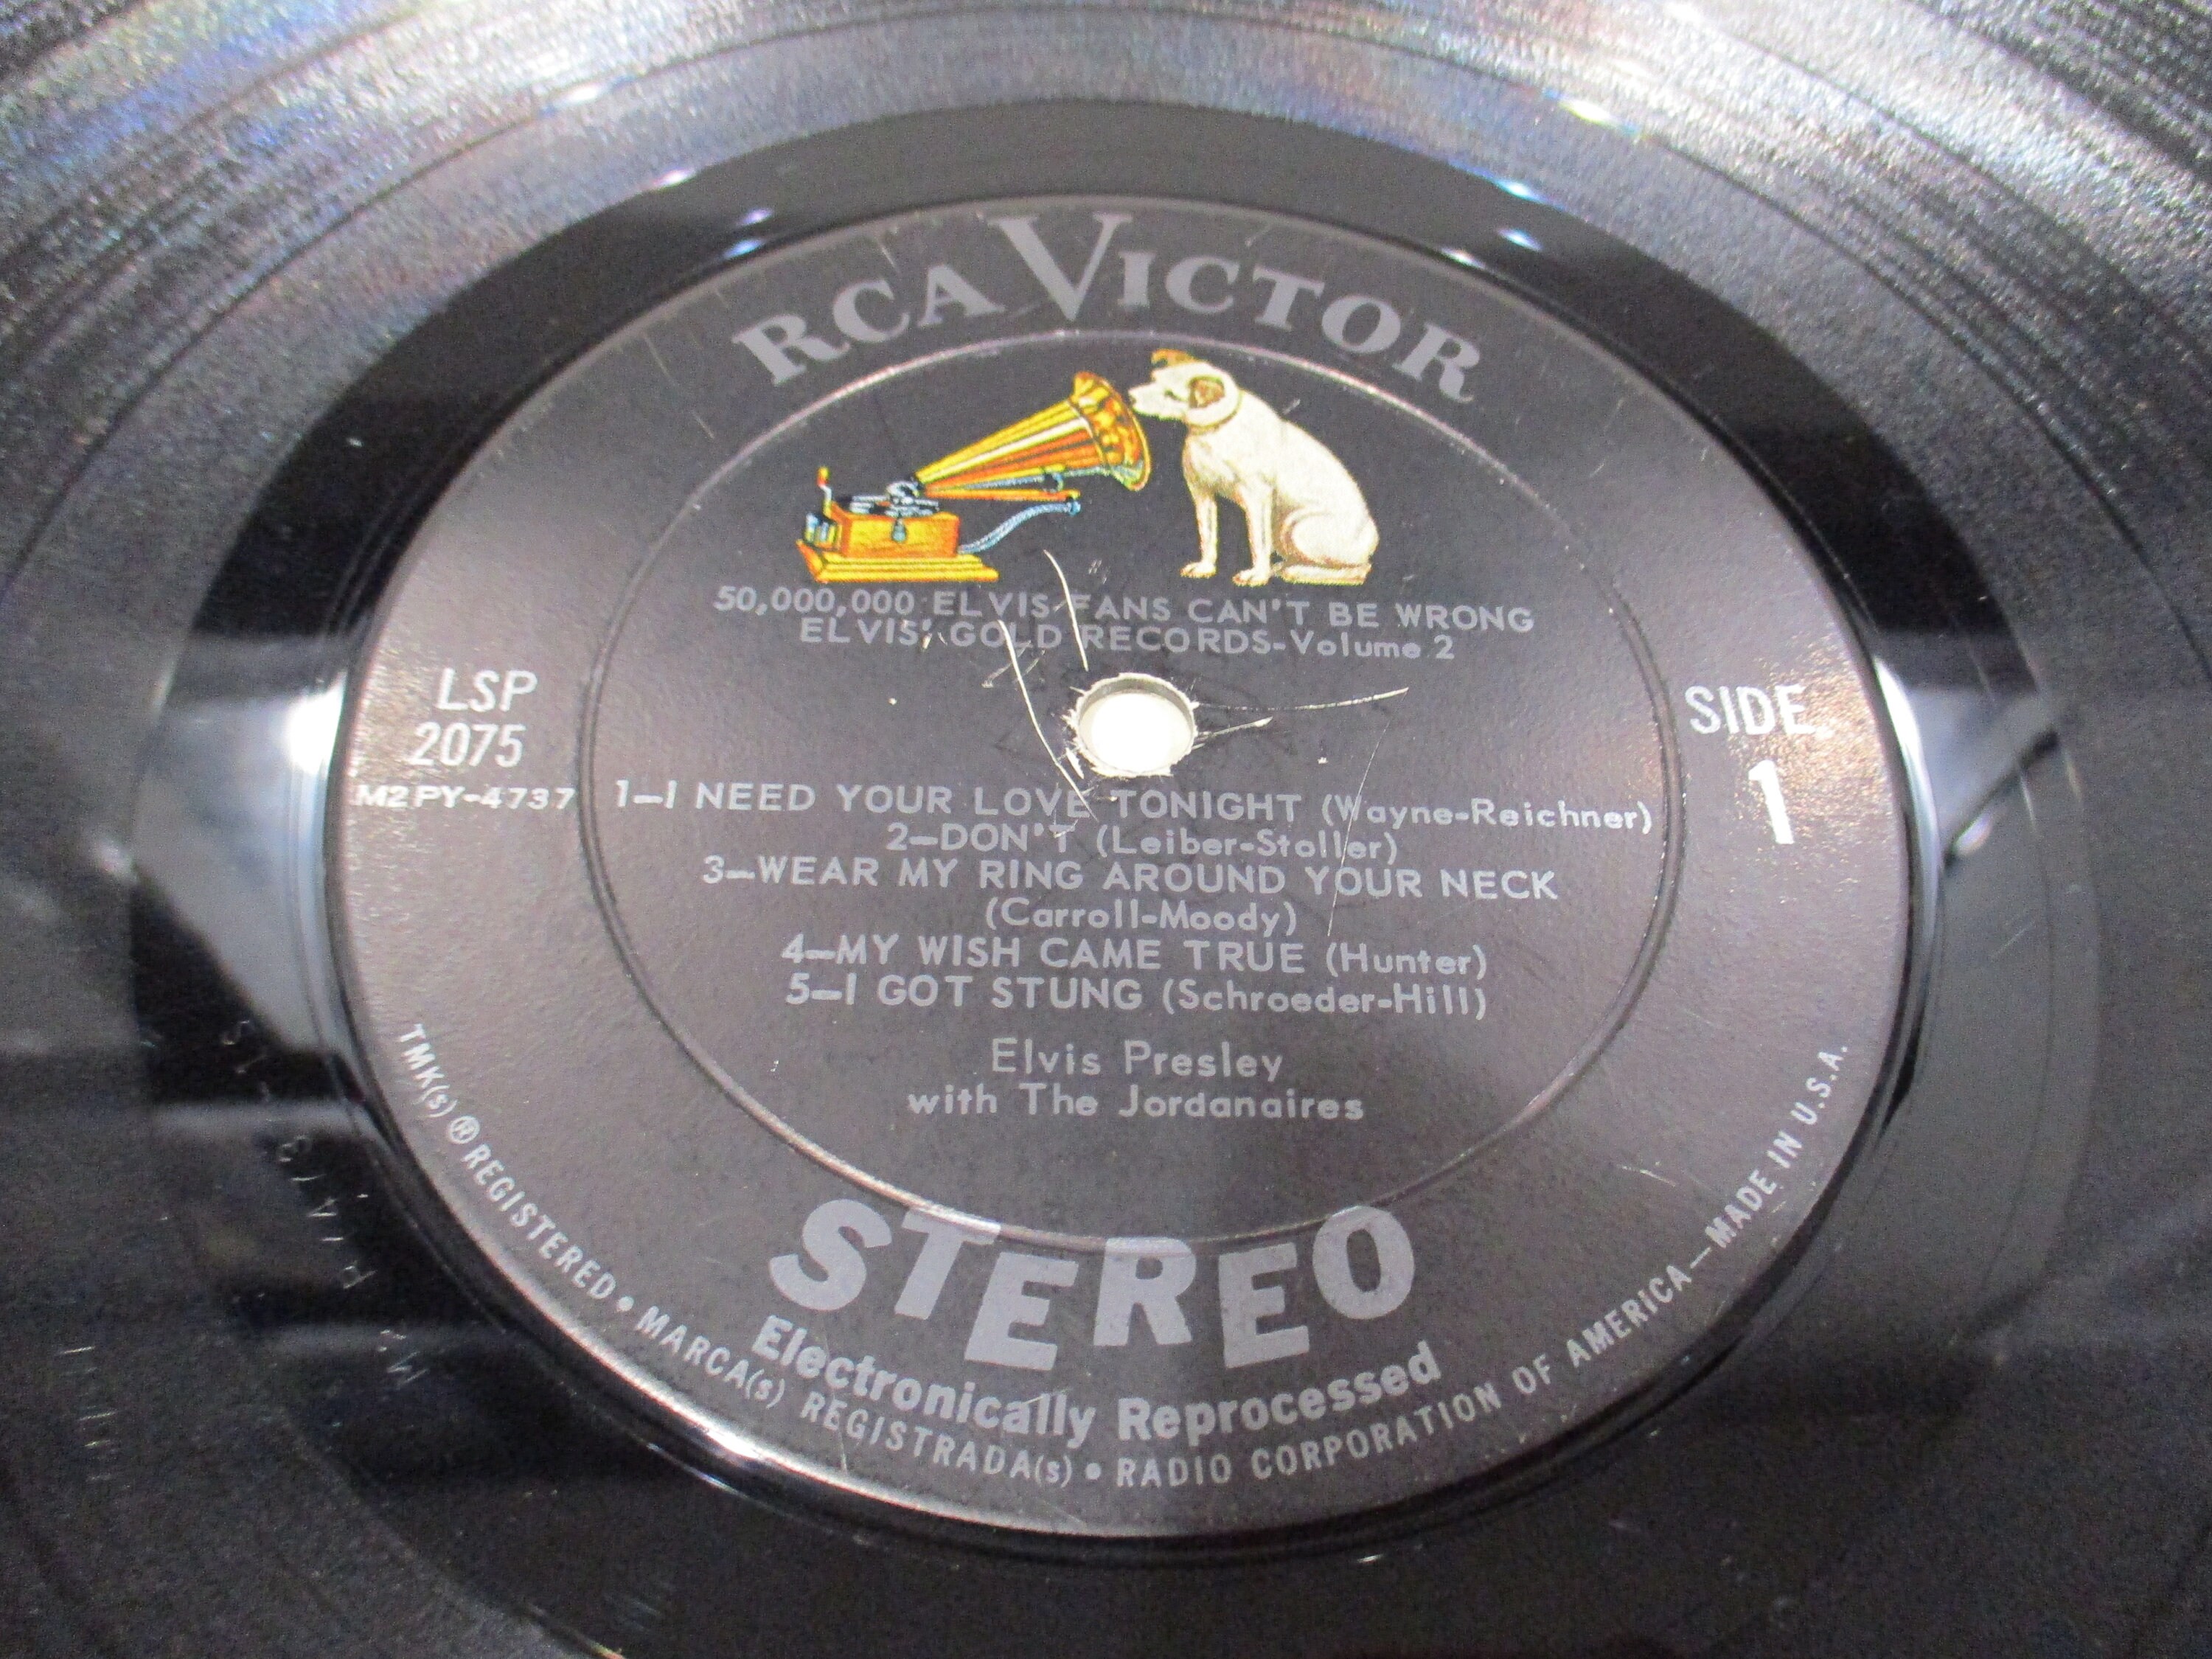 RCA VICTOR
50,000,000 ELVIS FANS CAN'T BE WRONG
ELVIS' GOLD RECORDS-Volume 2
LSP
2075
M2PY-4737
SIDE
1
1–I NEED YOUR LOVE TONIGHT (Wayne-Reichner)
2–DON'T (Leiber-Stoller)
3–WEAR MY RING AROUND YOUR NECK
(Carroll-Moody)
4–MY WISH CAME TRUE (Hunter)
5–I GOT STUNG (Schroeder-Hill)
Elvis Presley
with The Jordanaires
STEREO
Electronically Reprocessed
TMK(s) ® REGISTERED • MARCA(s) REGISTRADA(s) • RADIO CORPORATION OF AMERICA—MADE IN U.S.A.